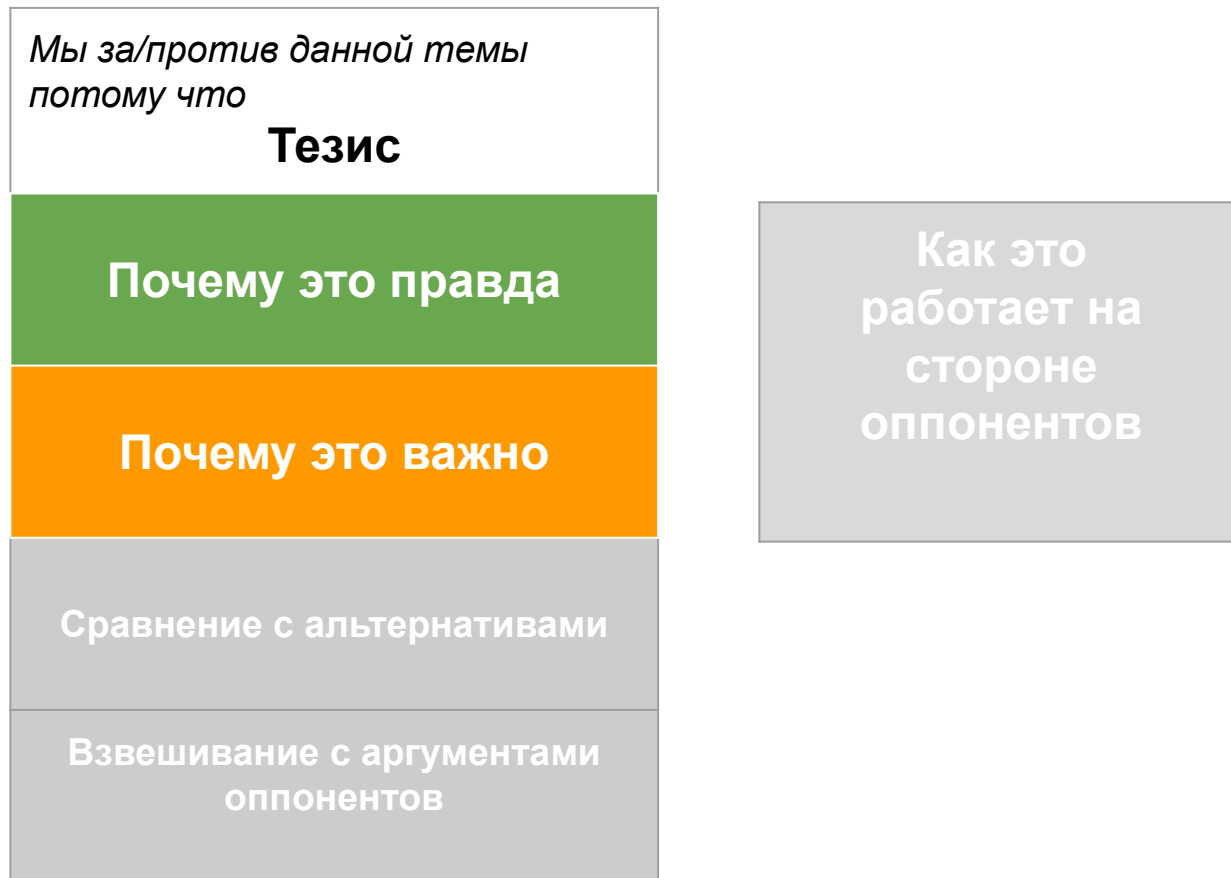 Мы за/против данной темы
потому что
Тезис
Почему это правда
Почему это важно
Сравнение с альтернативами
Взвешивание с аргументами
оппонентов
Как это
работает на
стороне
оппонентов